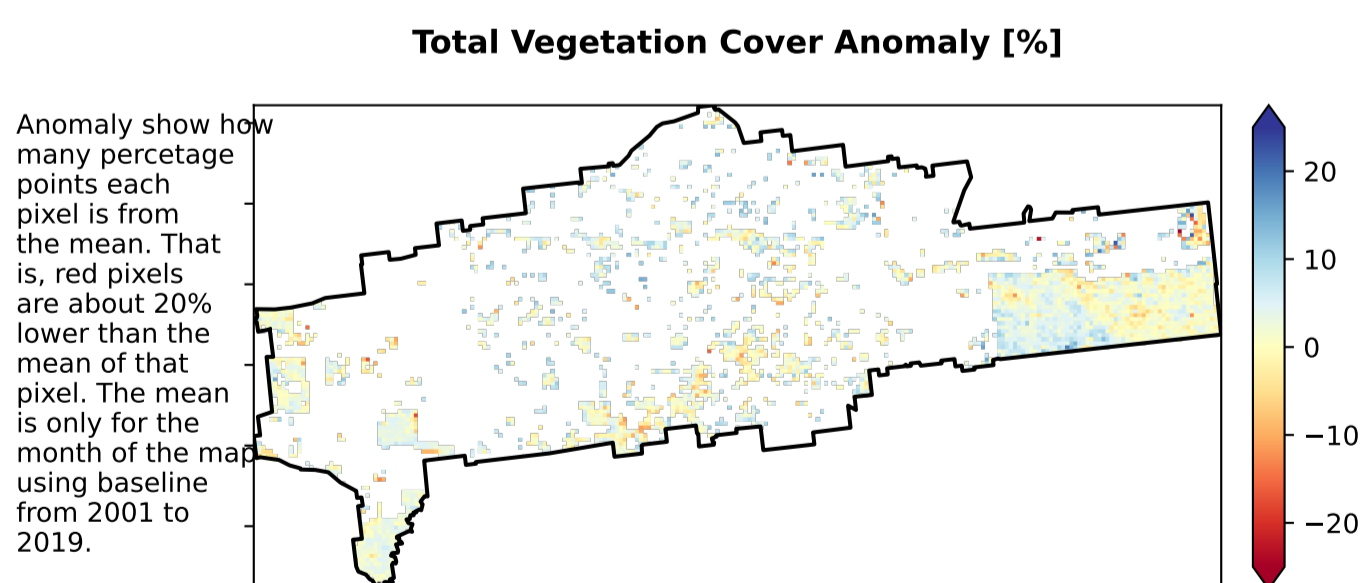 Total Vegetation Cover Anomaly [%]
Anomaly show how
many percetage
points each
pixel is from
the mean. That
is, red pixels
are about 20%
lower than the
mean of that
pixel. The mean
is only for the
month of the map
using baseline
from 2001 to
2019.
20
10
0
−10
−20